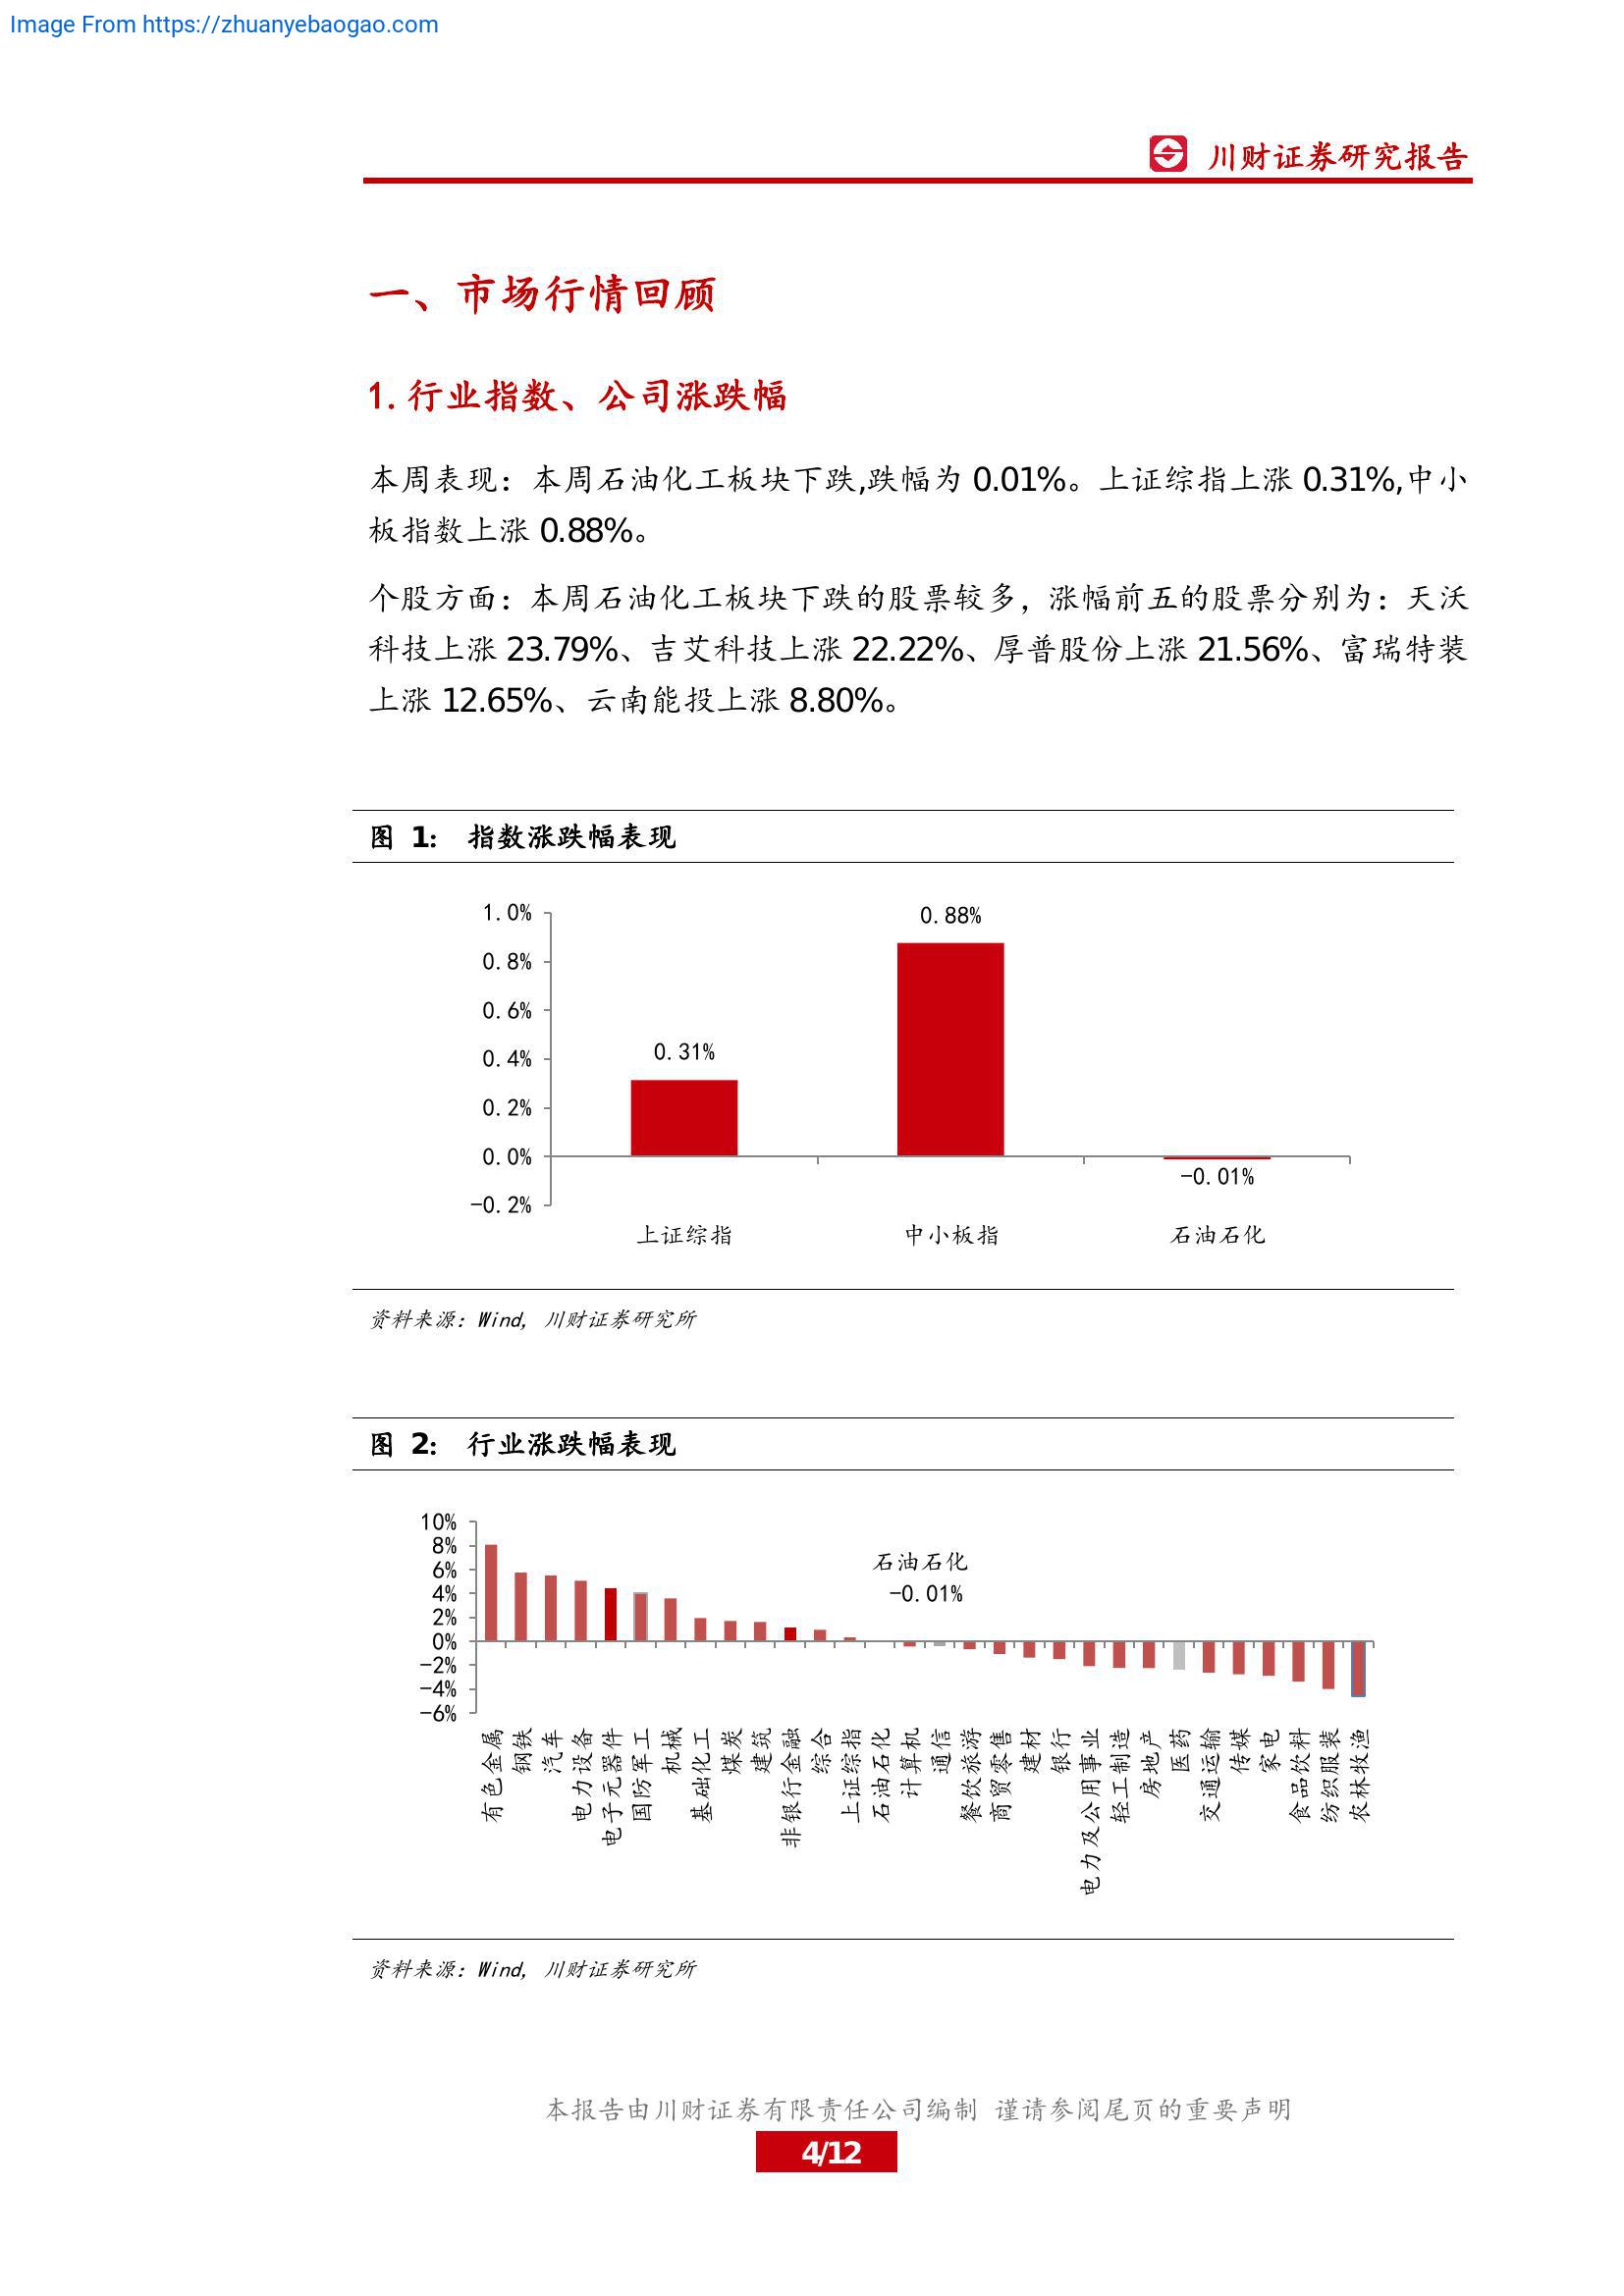 Image From https://zhuanyebaogao.com
川财证券研究报告
一、市场行情回顾
1.行业指数、公司涨跌幅
本周表现：本周石油化工板块下跌,跌幅为 0.01%。上证综指上涨 0.31%,中小
板指数上涨 0.88%。
个股方面：本周石油化工板块下跌的股票较多，涨幅前五的股票分别为：天沃
科技上涨 23.79%、吉艾科技上涨 22.22%、厚普股份上涨 21.56%、富瑞特装
上涨 12.65%、云南能投上涨 8.80%。
图 1： 指数涨跌幅表现
1.0%
0.8%
0.6%
0.4%
0.2%
0.0%
-0.2%
0.31%
0.88%
-0.01%
上证综指
中小板指
石油石化
资料来源：Wind, 川财证券研究所
图 2： 行业涨跌幅表现
10%
8%
6%
4%
2%
0%
-2%
-4%
-6%
石油石化
-0.01%
有色金属
钢铁
汽车
电力设备
电子元器件
国防军工
机械
基础化工
煤炭
建筑
非银行金融
综合
上证综指
石油石化
计算机
通信
餐饮旅游
商贸零售
建材
银行
电力及公用事业
轻工制造
房地产
医药
交通运输
传媒
家电
食品饮料
纺织服装
农林牧渔
资料来源：Wind, 川财证券研究所
本报告由川财证券有限责任公司编制 谨请参阅尾页的重要声明
4/12